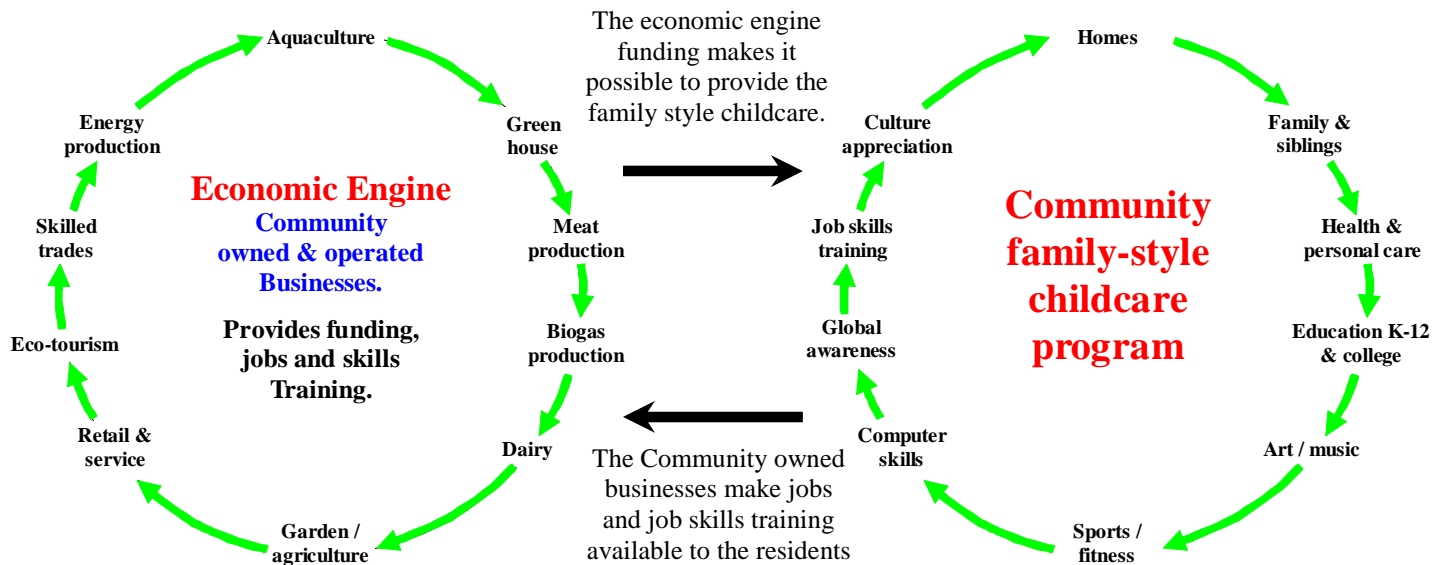 Aquaculture
Green
house
Meat
production
Biogas
production
Dairy
Garden /
agriculture
Retail &
service
Eco-tourism
Skilled
trades
Energy
production
Economic Engine
Community
owned & operated
Businesses.
Provides funding,
jobs and skills
Training.
The economic engine
funding makes it
possible to provide the
family style childcare.
The Community owned
businesses make jobs
and job skills training
available to the residents
Homes
Family &
siblings
Health &
personal care
Education K-12
& college
Art / music
Sports /
fitness
Computer
skills
Global
awareness
Job skills
training
Culture
appreciation
Community
family-style
childcare
program